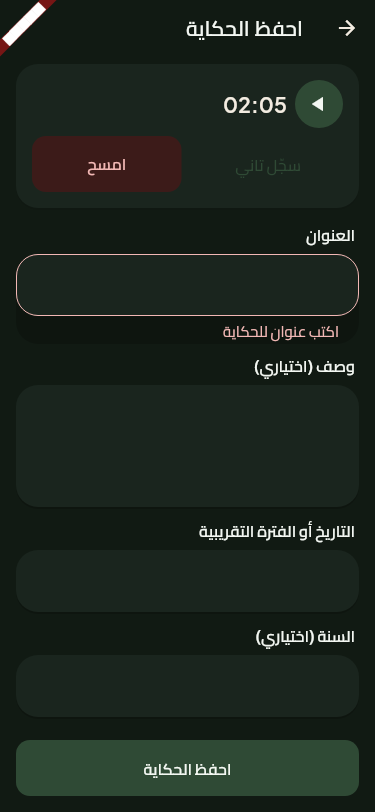 احفظ الحكاية
02:05
سجّل تاني
امسح
العنوان
اكتب عنوان للحكاية
وصف (اختياري)
التاريخ أو الفترة التقريبية
السنة (اختياري)
احفظ الحكاية